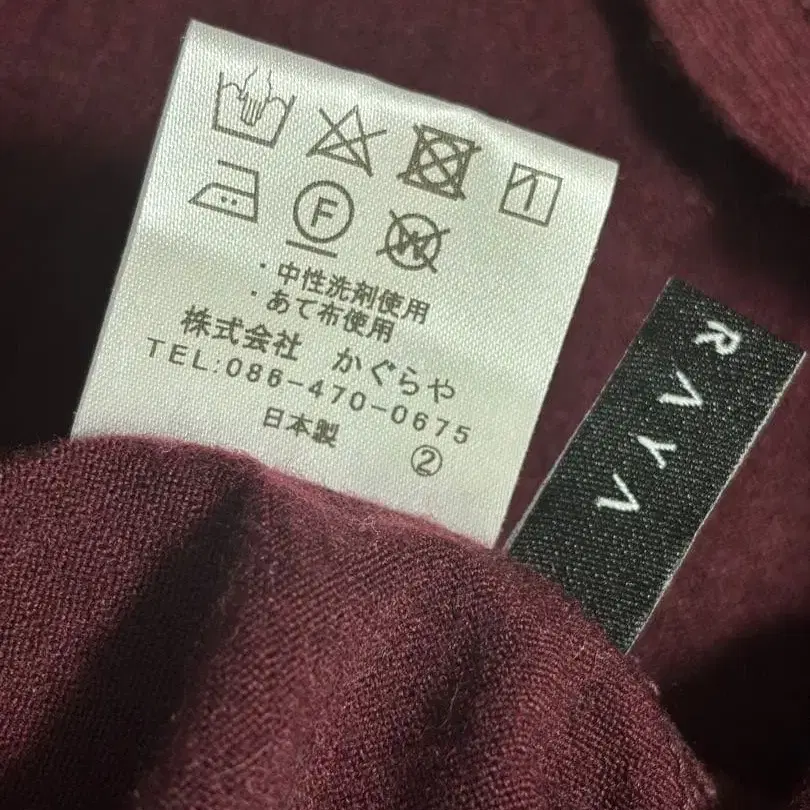 F
W
・中性洗剤使用
・あて布使用
株式会社 かぐらや
TEL:086-470-0675
日本製
②
RAYA